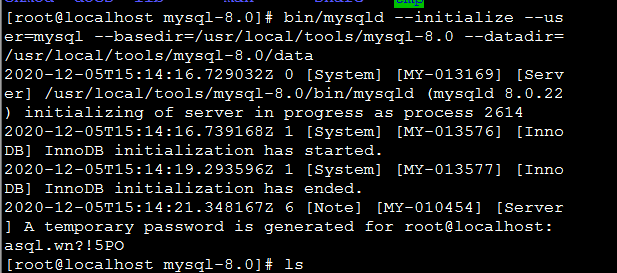 [root@localhost mysql-8.0]# bin/mysqld --initialize --us
er=mysql --basedir=/usr/local/tools/mysql-8.0 --datadir=
/usr/local/tools/mysql-8.0/data
2020-12-05T15:14:16.729032Z 0 [System] [MY-013169] [Serv
er] /usr/local/tools/mysql-8.0/bin/mysqld (mysqld 8.0.22
) initializing of server in progress as process 2614
2020-12-05T15:14:16.739168Z 1 [System] [MY-013576] [Inno
DB] InnoDB initialization has started.
2020-12-05T15:14:19.293596Z 1 [System] [MY-013577] [Inno
DB] InnoDB initialization has ended.
2020-12-05T15:14:21.348167Z 6 [Note] [MY-010454] [Server
] A temporary password is generated for root@localhost:
asql.wn?!5PO
[root@localhost mysql-8.0]# ls